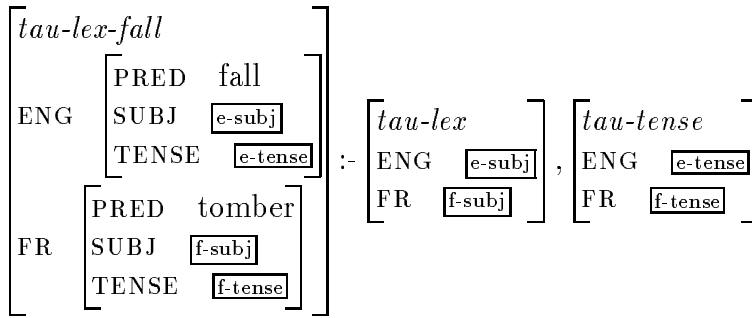 tau-lex-fall
ENG PRED fall
SUBJ e-subj
TENSE e-tense
FR PRED tomber
SUBJ f-subj
TENSE f-tense
:-
tau-lex
ENG e-subj
FR f-subj
,
tau-tense
ENG e-tense
FR f-tense